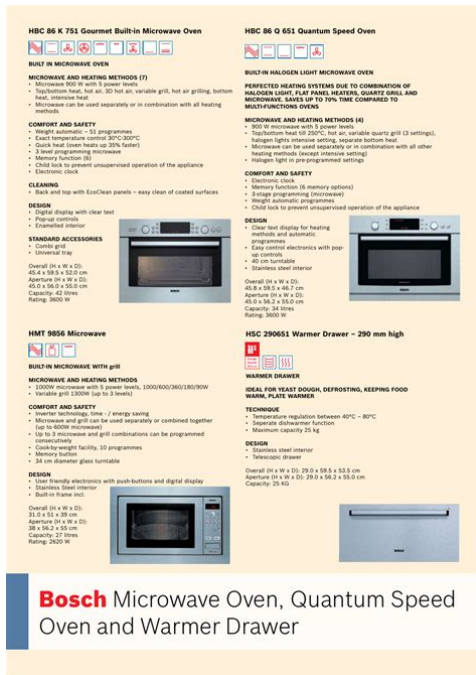 HBC 86 K 751 Gourmet Built-in Microwave Oven
BUILT IN MICROWAVE OVEN
MICROWAVE AND HEATING METHODS (7)
• Microwave 900 W with 5 power levels
• Top/bottom heat, hot air, 3D hot air, variable grill, hot air grilling, bottom
heat, intensive heat
• Microwave can be used separately or in combination with all heating
methods
COMFORT AND SAFETY
• Weight automatic – 51 programmes
• Exact temperature control 30°C-300°C
• Quick heat (oven heats up 35% faster)
• 3 level programming microwave
• Memory function (6)
• Child lock to prevent unsupervised operation of the appliance
• Electronic clock
CLEANING
• Back and top with EcoClean panels – easy clean of coated surfaces
DESIGN
• Digital display with clear text
• Pop-up controls
• Enamelled interior
STANDARD ACCESSORIES
• Combi grid
• Universal tray
Overall (H x W x D):
45.4 x 59.5 x 52.0 cm
Aperture (H x W x D):
45.0 x 56.0 x 55.0 cm
Capacity: 42 litres
Rating: 3600 W
HBC 86 Q 651 Quantum Speed Oven
BUILT-IN HALOGEN LIGHT MICROWAVE OVEN
PERFECTED HEATING SYSTEMS DUE TO COMBINATION OF
HALOGEN LIGHT, FLAT PANEL HEATERS, QUARTZ GRILL AND
MICROWAVE. SAVES UP TO 70% TIME COMPARED TO
MULTI-FUNCTIONS OVENS
MICROWAVE AND HEATING METHODS (4)
• 900 W microwave with 5 power levels
• Top/bottom heat till 250°C, hot air, variable quartz grill (3 settings),
halogen lights intensive setting, separate bottom heat
• Microwave can be used separately or in combination with all other
heating methods (except intensive setting)
• Halogen light in pre-programmed settings
COMFORT AND SAFETY
• Electronic clock
• Memory function (6 memory options)
• 3-stage programming (microwave)
• Weight automatic programmes
• Child lock to prevent unsupervised operation of the appliance
DESIGN
• Clear text display for heating
methods and automatic
programmes
• Easy control electronics with pop-
up controls
• 40 cm turntable
• Stainless steel interior
Overall (H x W x D):
45.8 x 59.5 x 46.7 cm
Aperture (H x W x D):
45.0 x 56.2 x 55.0 cm
Capacity: 34 litres
Rating: 3600 W
HMT 9856 Microwave
BUILT-IN MICROWAVE WITH grill
MICROWAVE AND HEATING METHODS
• 1000W microwave with 5 power levels, 1000/600/360/180/90W
• Variable grill 1300W (up to 3 levels)
COMFORT AND SAFETY
• Inverter technology, time - / energy saving
• Microwave and grill can be used separately or combined together
(up to 600W microwave)
• Up to 3 microwave and grill combinations can be programmed
consecutively
• Cook-by-weight facility, 10 programmes
• Memory button
• 34 cm diameter glass turntable
DESIGN
• User friendly electronics with push-buttons and digital display
• Stainless Steel interior
• Built-in frame incl.
Overall (H x W x D):
31.0 x 51 x 39 cm
Aperture (H x W x D):
38 x 56.2 x 55 cm
Capacity: 27 litres
Rating: 2620 W
HSC 290651 Warmer Drawer – 290 mm high
WARMER DRAWER
IDEAL FOR YEAST DOUGH, DEFROSTING, KEEPING FOOD
WARM, PLATE WARMER
TECHNIQUE
• Temperature regulation between 40°C – 80°C
• Seperate dishwarmer function
• Maximum capacity 25 kg
DESIGN
• Stainless steel interior
• Telescopic drawer
Overall (H x W x D): 29.0 x 59.5 x 53.5 cm
Aperture (H x W x D): 29.0 x 56.2 x 55.0 cm
Capacity: 25 KG
Bosch Microwave Oven, Quantum Speed
Oven and Warmer Drawer